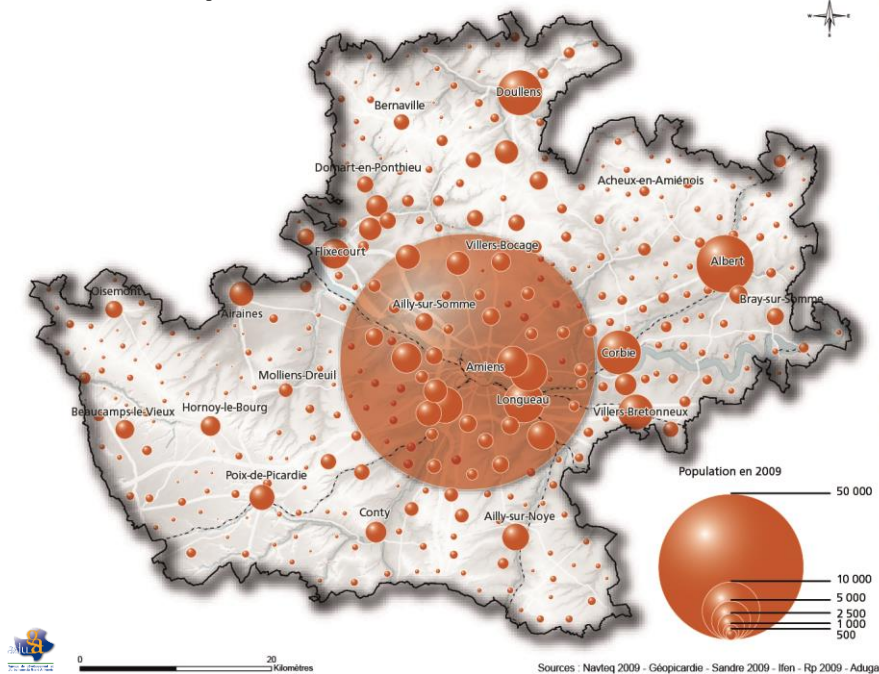 W E
Doullens
Bernaville
Domart-en-Ponthieu
Acheux-en-Amiénois
Villers-Bocage
Flixecourt
Albert
Oisemont
Airaines
Ailly-sur-Somme
Bray-sur-Somme
Corbie
Amiens
Molliens-Dreuil
Longueau
Beaucamps-le-Vieux
Hornoy-le-Bourg
Villers-Bretonneux
Poix-de-Picardie
Conty
Ailly-sur-Noye
Population en 2009
50 000
10 000
5 000
2 500
1 000
500
0 20
Kilomètres
Sources : Navteq 2009 - Géopicardie - Sandre 2009 - Ifen - Rp 2009 - Aduga